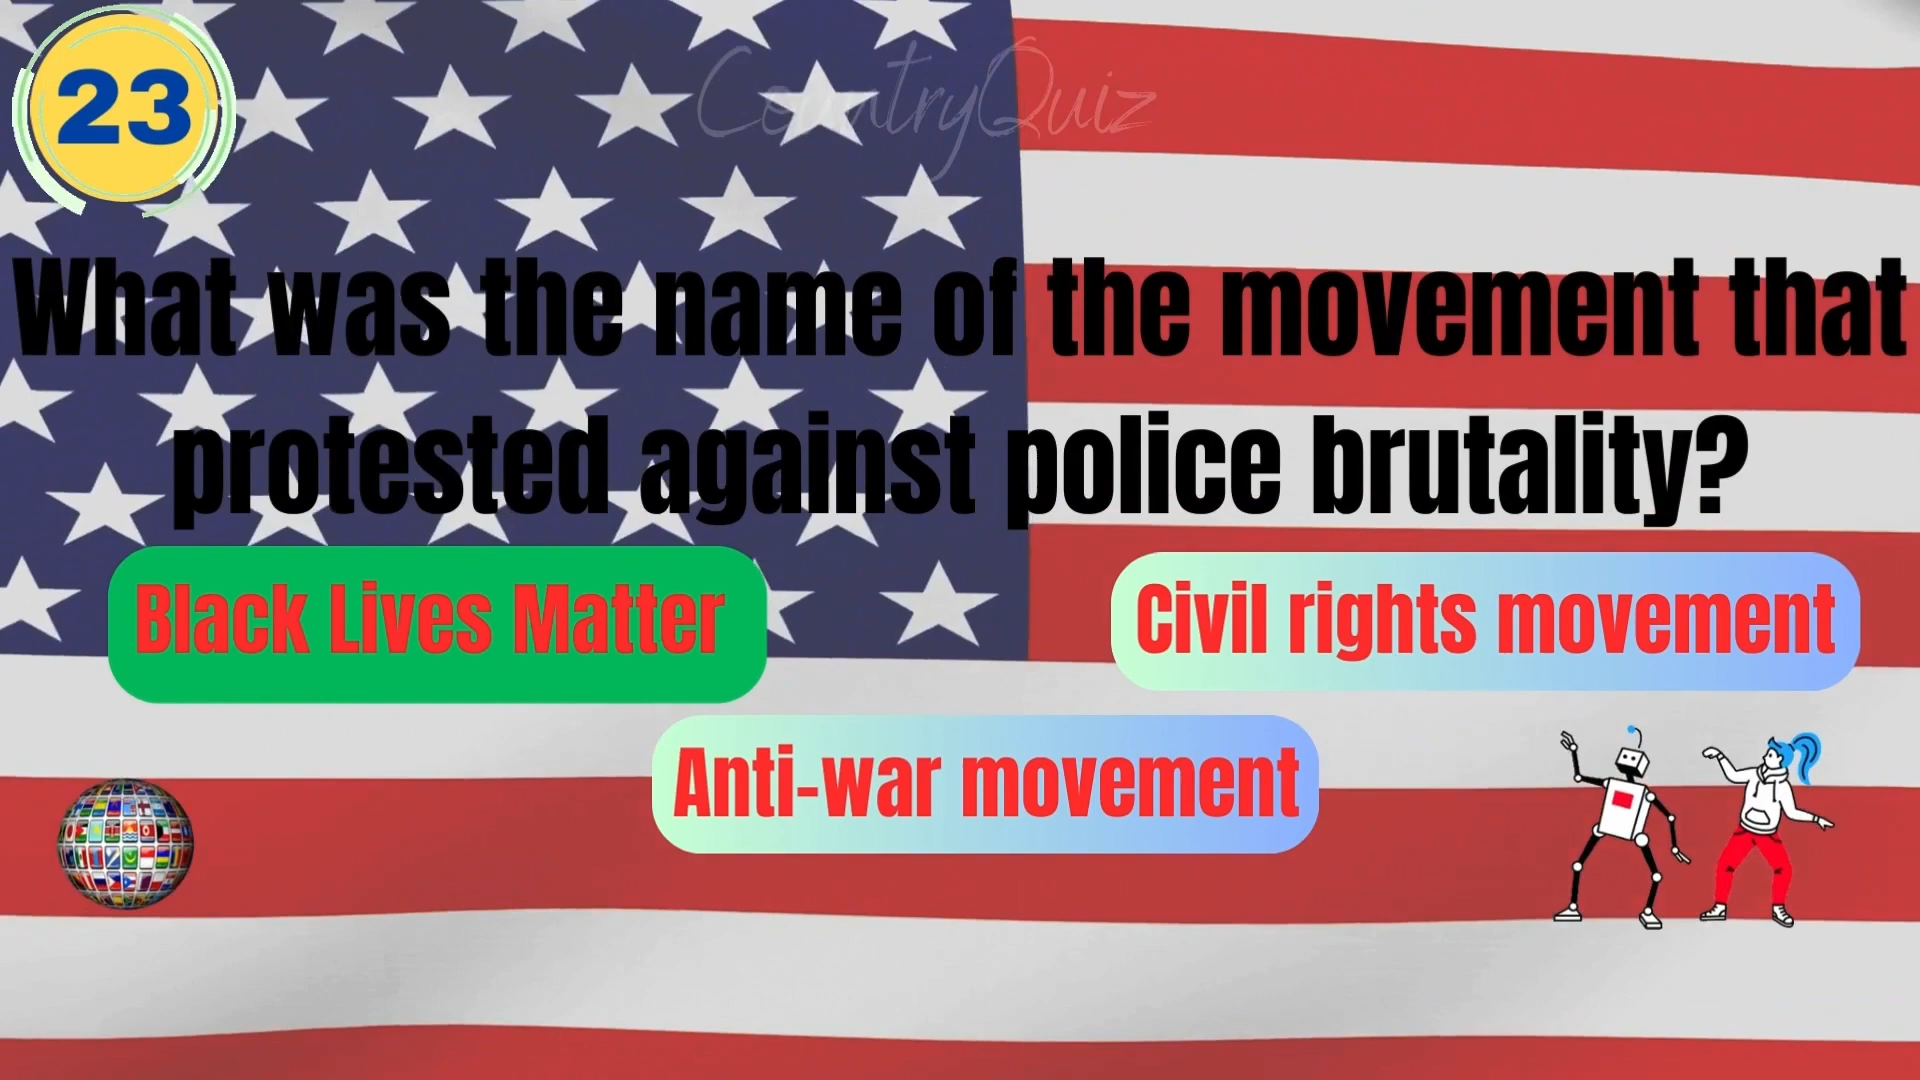 23
CountryQuiz
What was the name of the movement that
protested against police brutality?
Black Lives Matter
Civil rights movement
Anti-war movement